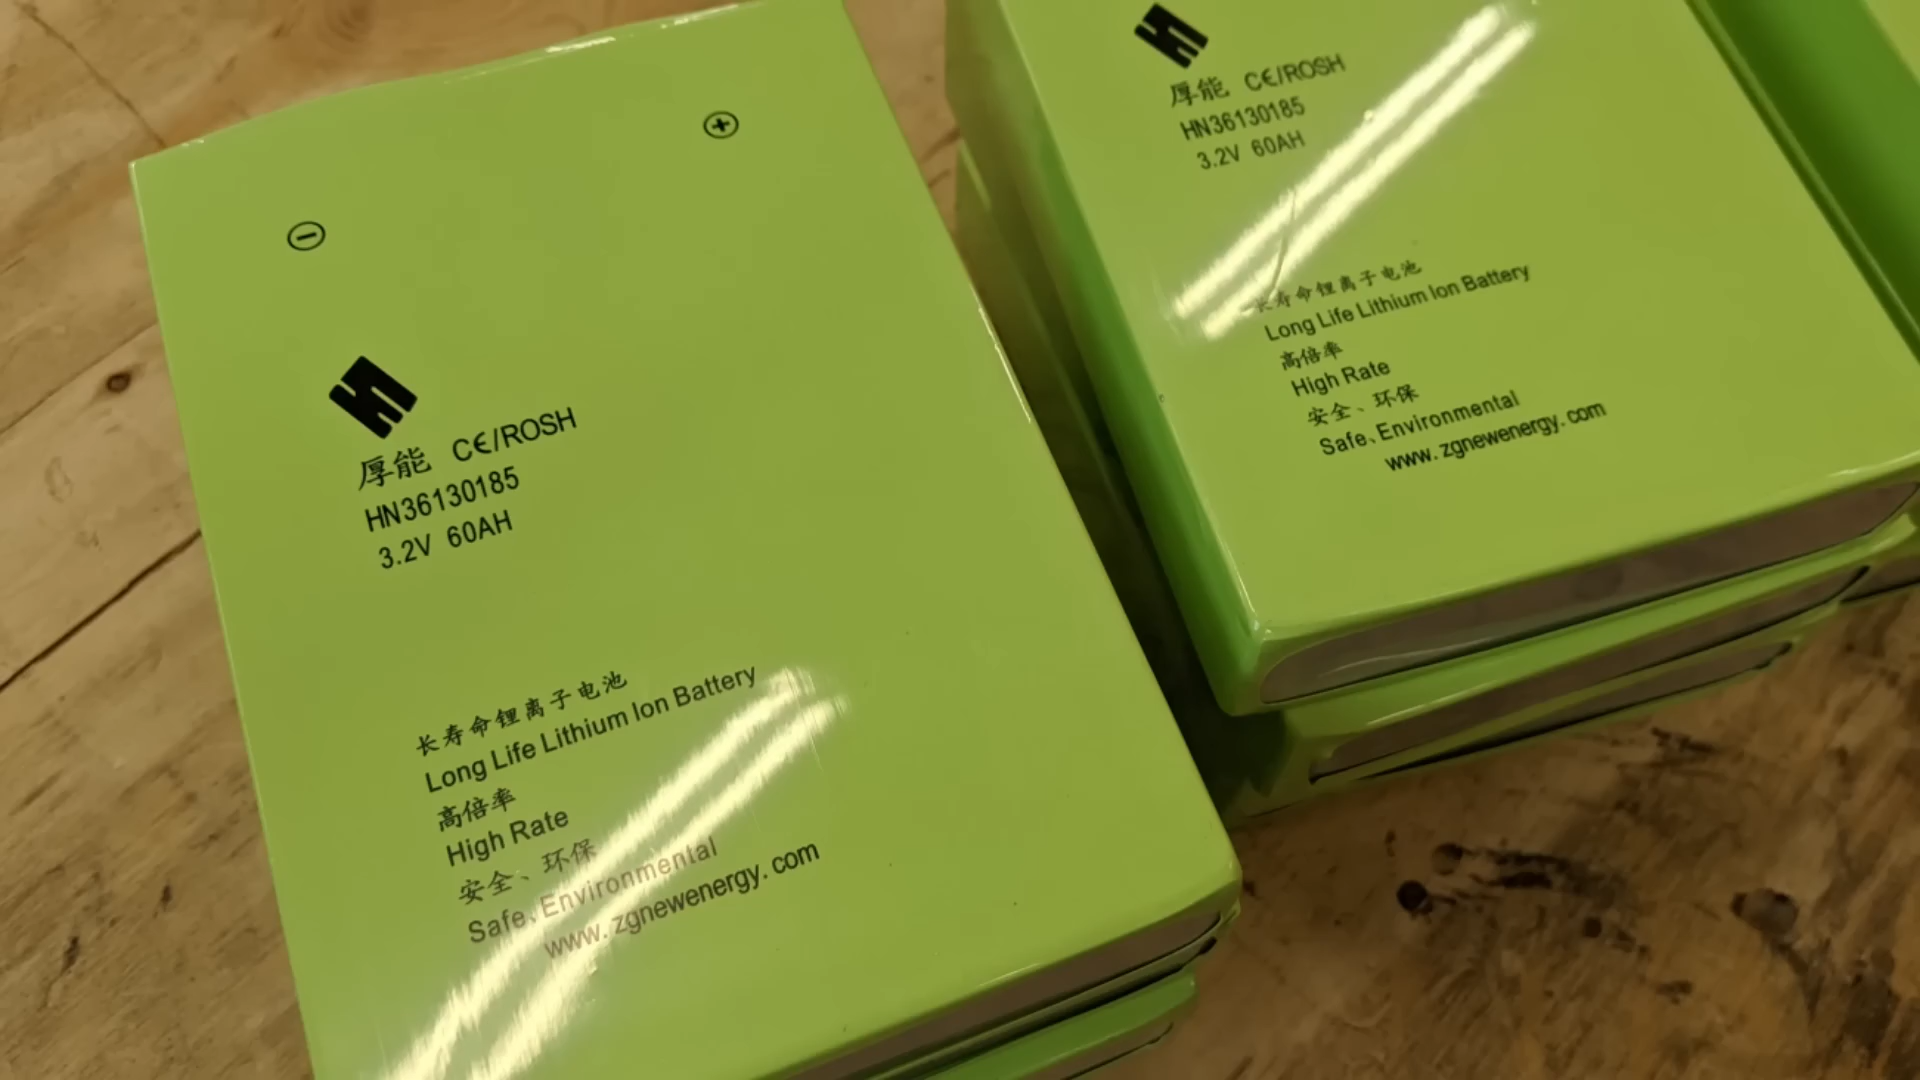 厚能 CE/ROSH
HN36130185
3.2V 60AH
长寿命锂离子电池
Long Life Lithium Ion Battery
高倍率
High Rate
安全、环保
Safe、Environmental
www.zgnewenergy.com
厚能 CE/ROSH
HN36130185
3.2V 60AH
长寿命锂离子电池
Long Life Lithium Ion Battery
高倍率
High Rate
安全、环保
Safe、Environmental
www.zgnewenergy.com